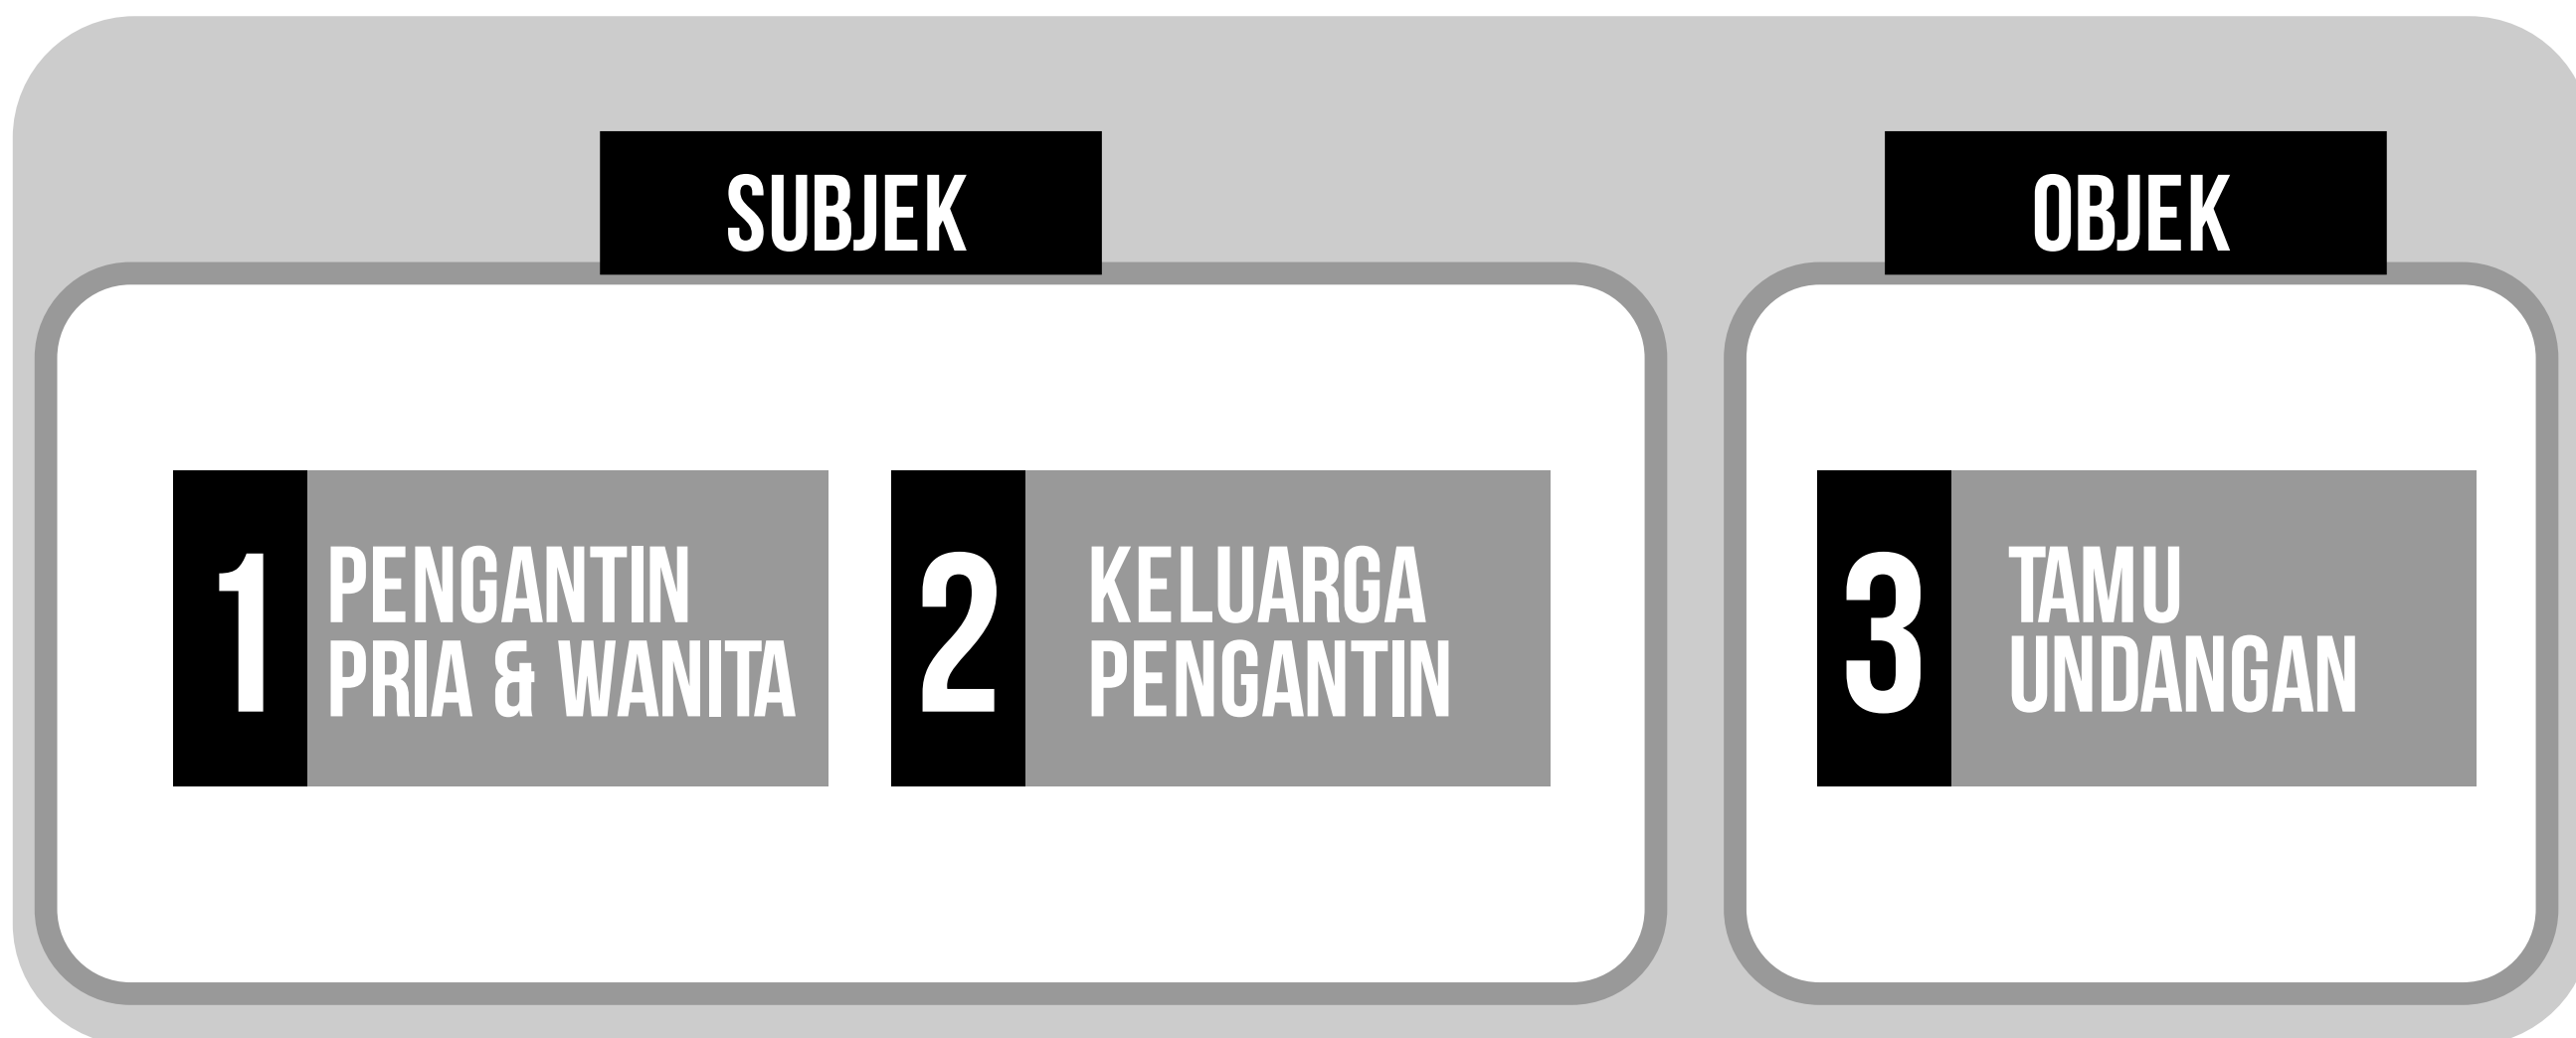 SUBJEK
OBJEK
1
PENGANTIN
PRIA & WANITA
2
KELUARGA
PENGANTIN
3
TAMU
UNDANGAN